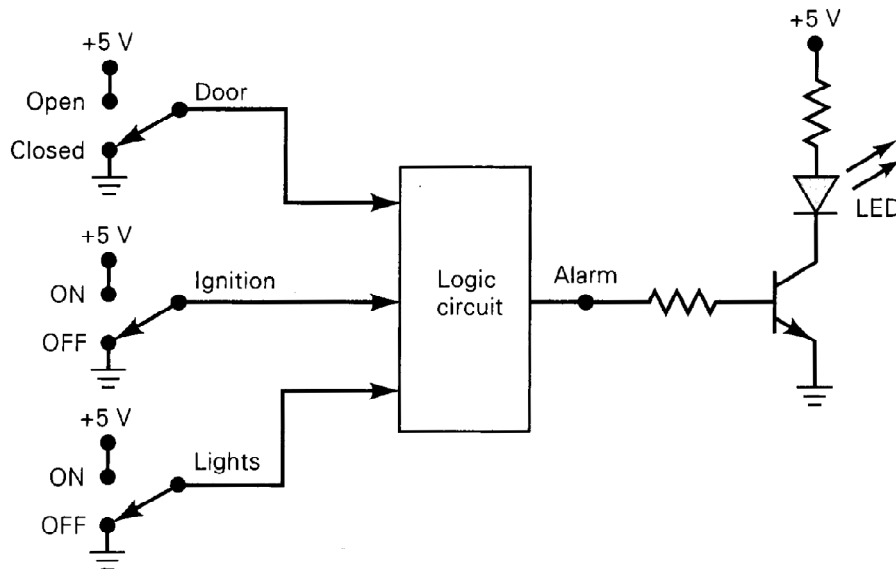 +5 V
Open
Door
Closed
+5 V
ON
Ignition
OFF
+5 V
ON
Lights
OFF
Logic
circuit
Alarm
+5 V
LED